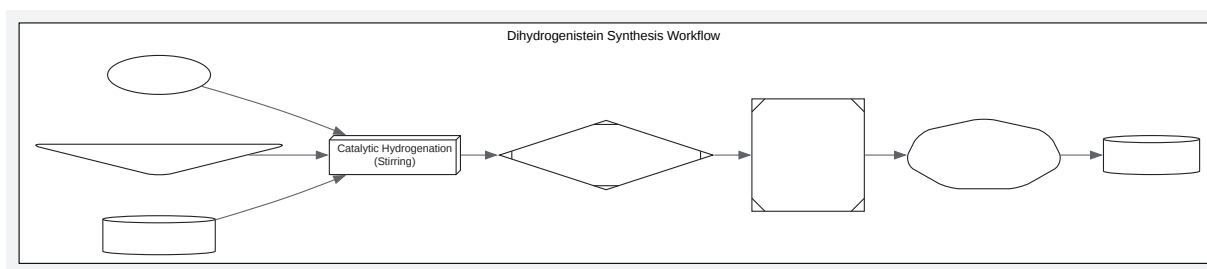 Dihydrogenistein Synthesis Workflow
Catalytic Hydrogenation
(Stirring)